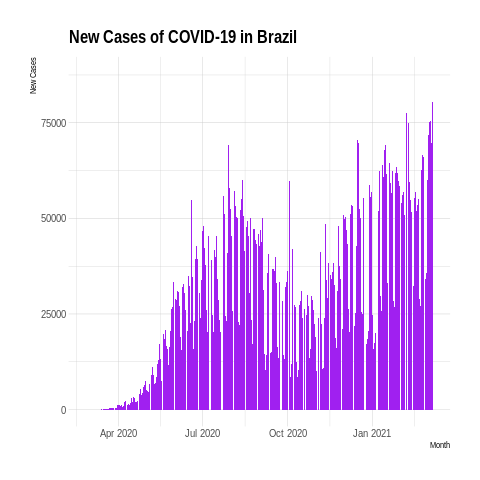 New Cases of COVID-19 in Brazil
New Cases
75000
50000
25000
0
Apr 2020 Jul 2020 Oct 2020 Jan 2021
Month